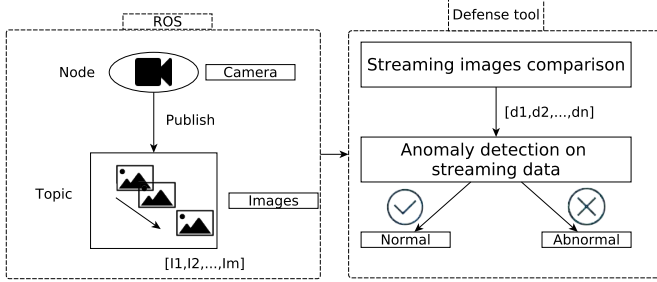 ROS
Node
Camera
Publish
Topic
Images
[I1,I2,...,Im]
Defense tool
Streaming images comparison
[d1,d2,...,dn]
Anomaly detection on
streaming data
Normal
Abnormal